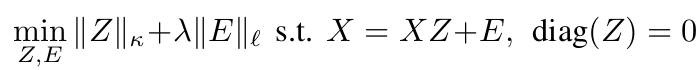 min_{Z,E} ‖Z‖_κ + λ‖E‖_ℓ s.t. X = XZ+E, diag(Z) = 0